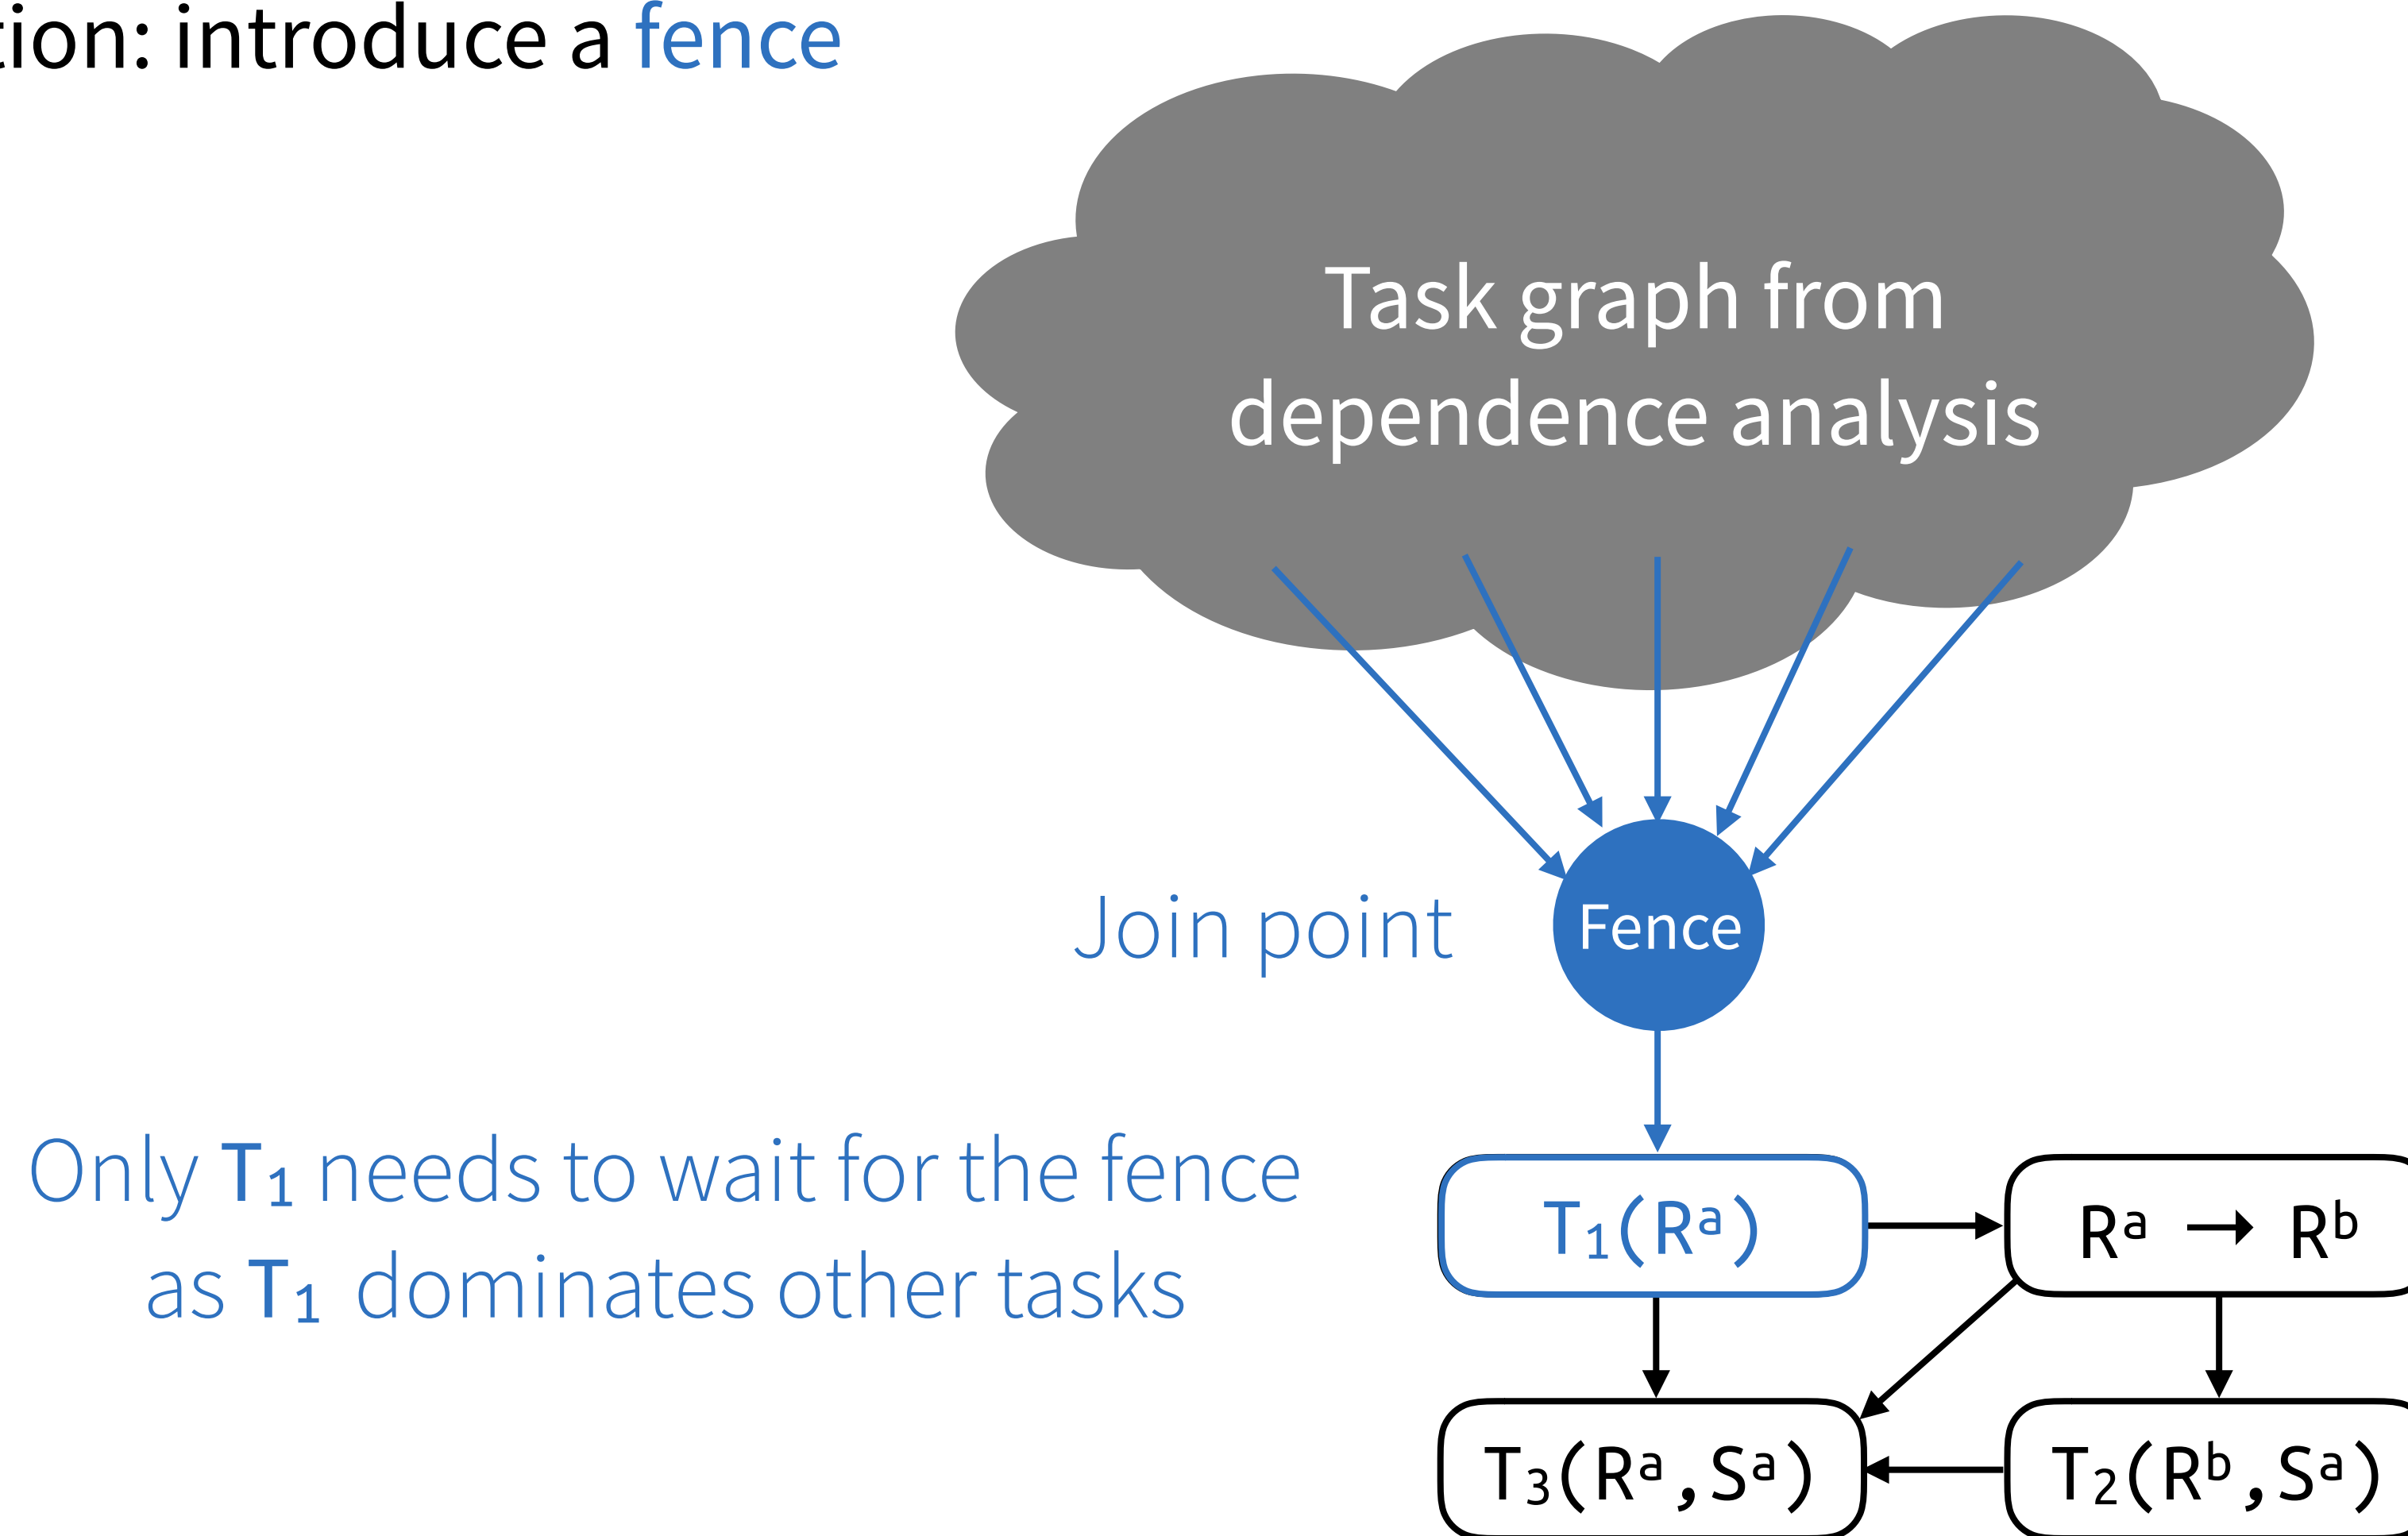 ion: introduce a fence
Task graph from
dependence analysis
Join point
Fence
Only T₁ needs to wait for the fence
as T₁ dominates other tasks
T₁(Rᵃ)
Rᵃ → Rᵇ
T₃(Rᵃ,Sᵃ)
T₂(Rᵇ,Sᵃ)